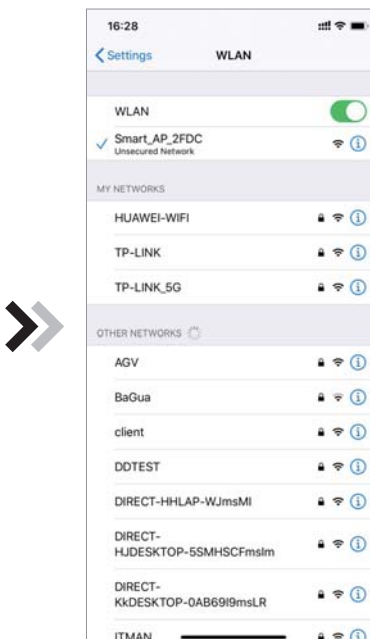 16:28
Settings WLAN
WLAN
Smart_AP_2FDC
Unsecured Network
MY NETWORKS
HUAWEI-WIFI
TP-LINK
TP-LINK_5G
OTHER NETWORKS
AGV
BaGua
client
DDTEST
DIRECT-HHLAP-WJmsMI
DIRECT-
HJDESKTOP-5SMHSCFmslm
DIRECT-
KkDESKTOP-0AB69I9msLR
ITMAN